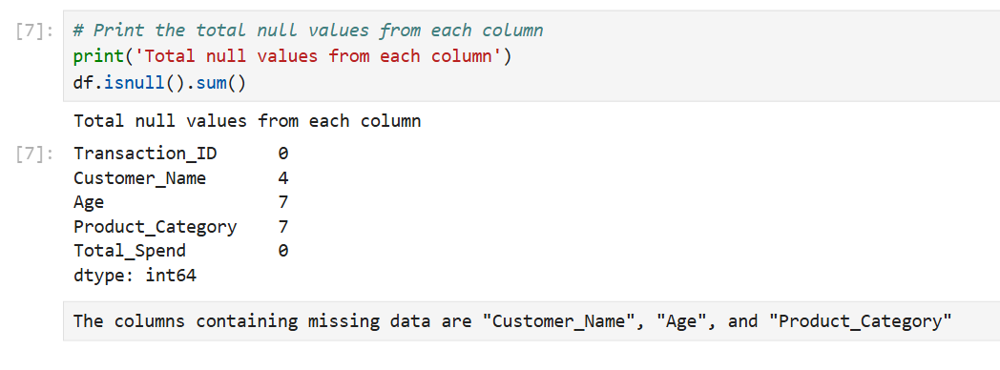 [7]: # Print the total null values from each column
print('Total null values from each column')
df.isnull().sum()
Total null values from each column
[7]: Transaction_ID 0
Customer_Name 4
Age 7
Product_Category 7
Total_Spend 0
dtype: int64
The columns containing missing data are "Customer_Name", "Age", and "Product_Category"